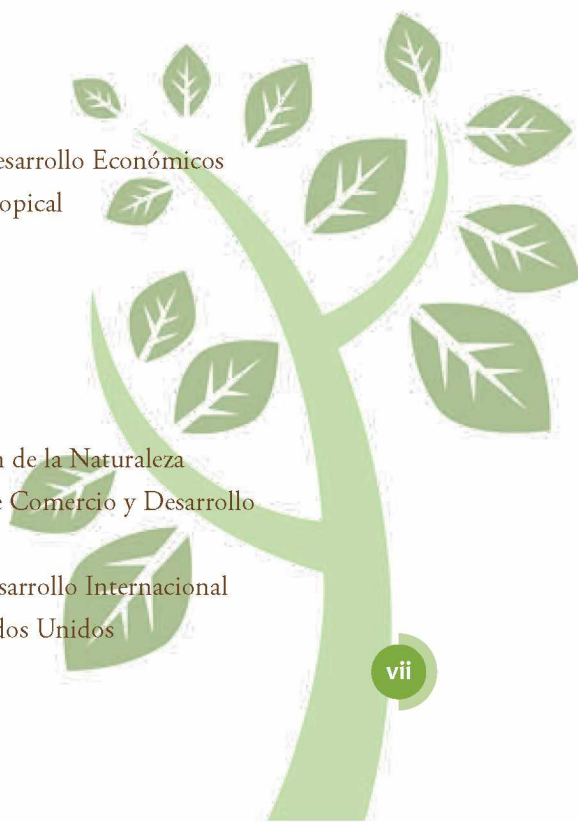 esarrollo Económicos
opical
n de la Naturaleza
e Comercio y Desarrollo
sarrollo Internacional
dos Unidos
vii